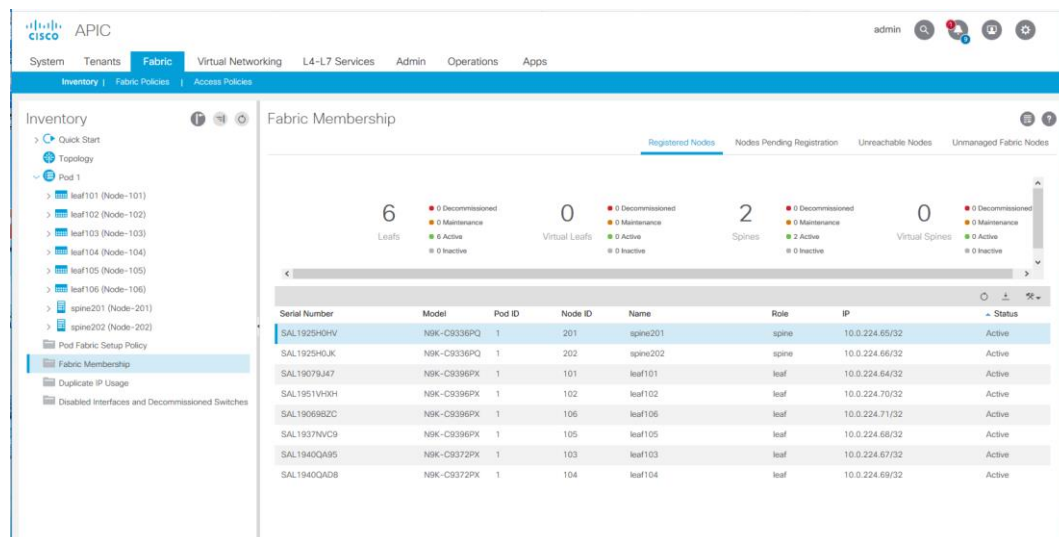 cisco APIC admin 1 9
System Tenants Fabric Virtual Networking L4-L7 Services Admin Operations Apps
Inventory | Fabric Policies | Access Policies
Inventory
Quick Start
Topology
Pod 1
leaf101 (Node-101)
leaf102 (Node-102)
leaf103 (Node-103)
leaf104 (Node-104)
leaf105 (Node-105)
leaf106 (Node-106)
spine201 (Node-201)
spine202 (Node-202)
Pod Fabric Setup Policy
Fabric Membership
Duplicate IP Usage
Disabled Interfaces and Decommissioned Switches
Fabric Membership
Registered Nodes Nodes Pending Registration Unreachable Nodes Unmanaged Fabric Nodes
6 Leafs
0 Decommissioned
0 Maintenance
6 Active
0 Inactive
0 Virtual Leafs
0 Decommissioned
0 Maintenance
0 Active
0 Inactive
2 Spines
0 Decommissioned
0 Maintenance
2 Active
0 Inactive
0 Virtual Spines
0 Decommissioned
0 Maintenance
0 Active
0 Inactive
Serial Number Model Pod ID Node ID Name Role IP Status
SAL1925H0HV N9K-C9336PQ 1 201 spine201 spine 10.0.224.65/32 Active
SAL1925H0JK N9K-C9336PQ 1 202 spine202 spine 10.0.224.66/32 Active
SAL19079J47 N9K-C9396PX 1 101 leaf101 leaf 10.0.224.64/32 Active
SAL1951VHXH N9K-C9396PX 1 102 leaf102 leaf 10.0.224.70/32 Active
SAL19069BZC N9K-C9396PX 1 106 leaf106 leaf 10.0.224.71/32 Active
SAL1937NVC9 N9K-C9396PX 1 105 leaf105 leaf 10.0.224.68/32 Active
SAL1940QA95 N9K-C9372PX 1 103 leaf103 leaf 10.0.224.67/32 Active
SAL1940QAD8 N9K-C9372PX 1 104 leaf104 leaf 10.0.224.69/32 Active